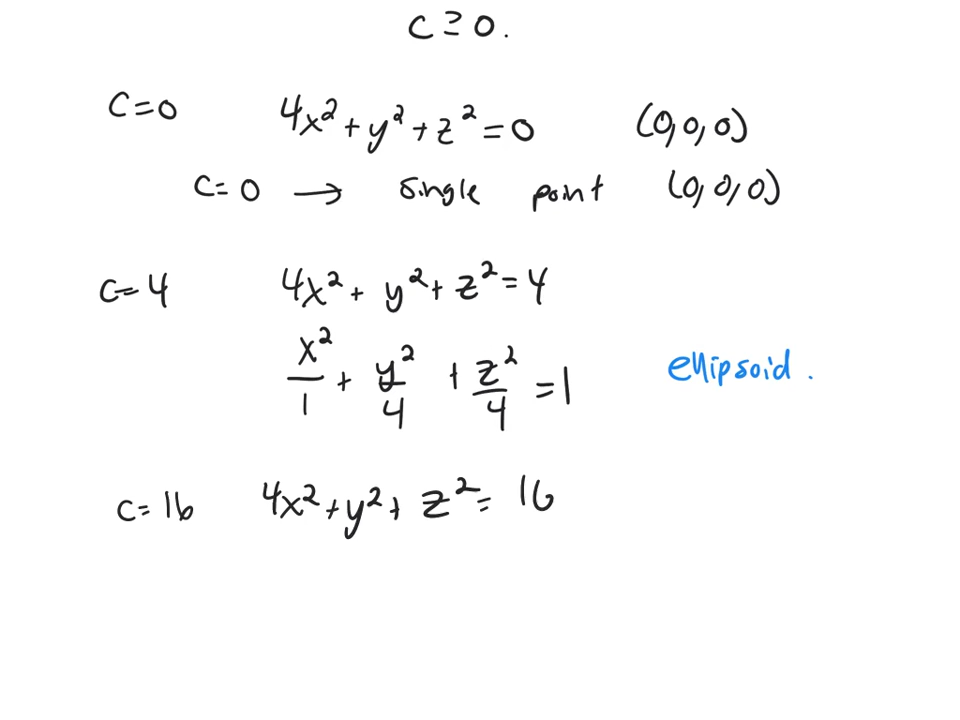 c ≥ 0.
C=0 4x² + y² + z² = 0 (0, 0, 0)
C= 0 → single point (0, 0, 0)
C= 4 4x² + y² + z² = 4
x²/1 + y²/4 + z²/4 = 1 ellipsoid.
C= 16 4x² + y² + z² = 16